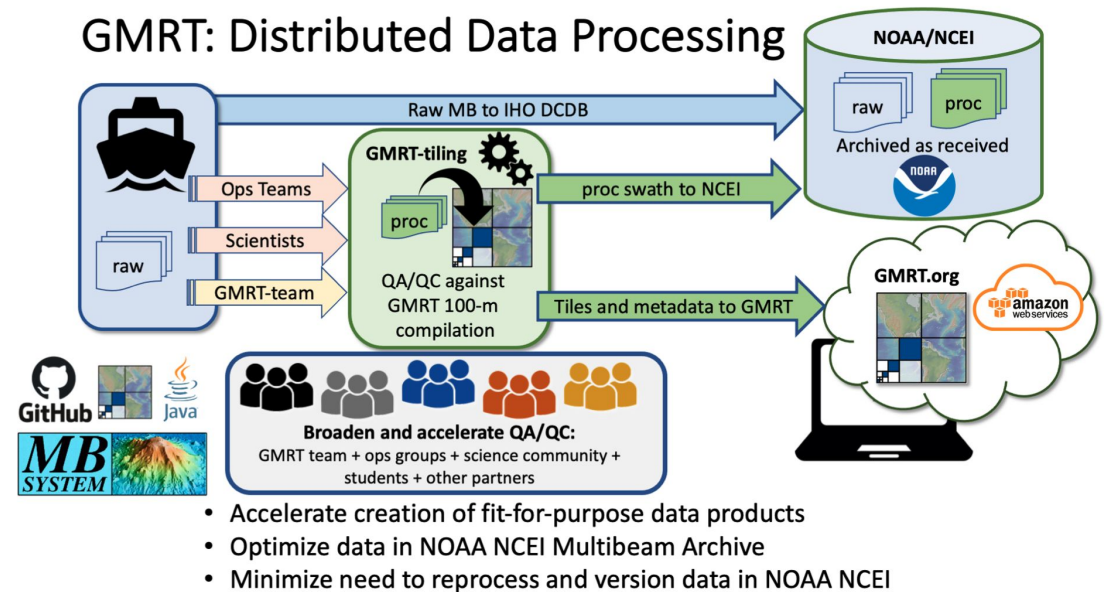 GMRT: Distributed Data Processing
NOAA/NCEI
raw
proc
Archived as received
NOAA
Raw MB to IHO DCDB
GMRT-tiling
Ops Teams
proc
proc swath to NCEI
Scientists
raw
GMRT-team
QA/QC against
GMRT 100-m
compilation
Tiles and metadata to GMRT
GMRT.org
amazon
webservices
GitHub
Java
MB
SYSTEM
Broaden and accelerate QA/QC:
GMRT team + ops groups + science community +
students + other partners
• Accelerate creation of fit-for-purpose data products
• Optimize data in NOAA NCEI Multibeam Archive
• Minimize need to reprocess and version data in NOAA NCEI